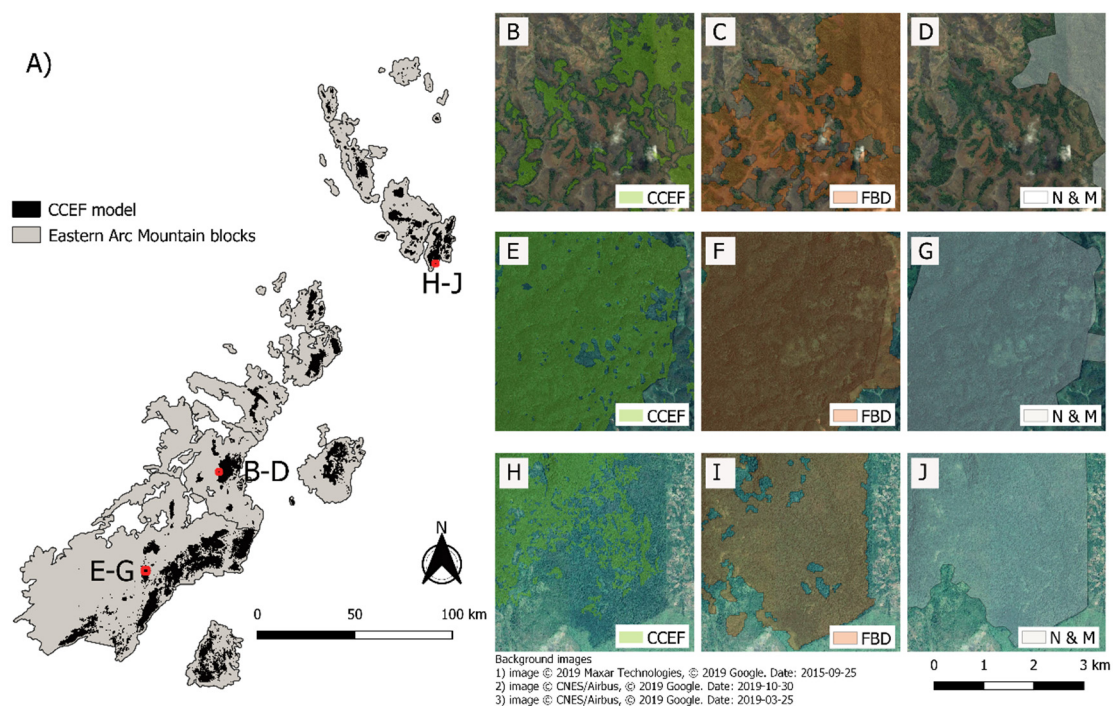 A)
CCEF model
Eastern Arc Mountain blocks
H-J
B-D
E-G
N
0 50 100 km
B
CCEF
C
FBD
D
N & M
E
CCEF
F
FBD
G
N & M
H
CCEF
I
FBD
J
N & M
Background images
1) image © 2019 Maxar Technologies, © 2019 Google. Date: 2015-09-25
2) image © CNES/Airbus, © 2019 Google. Date: 2019-10-30
3) image © CNES/Airbus, © 2019 Google. Date: 2019-03-25
0 1 2 3 km